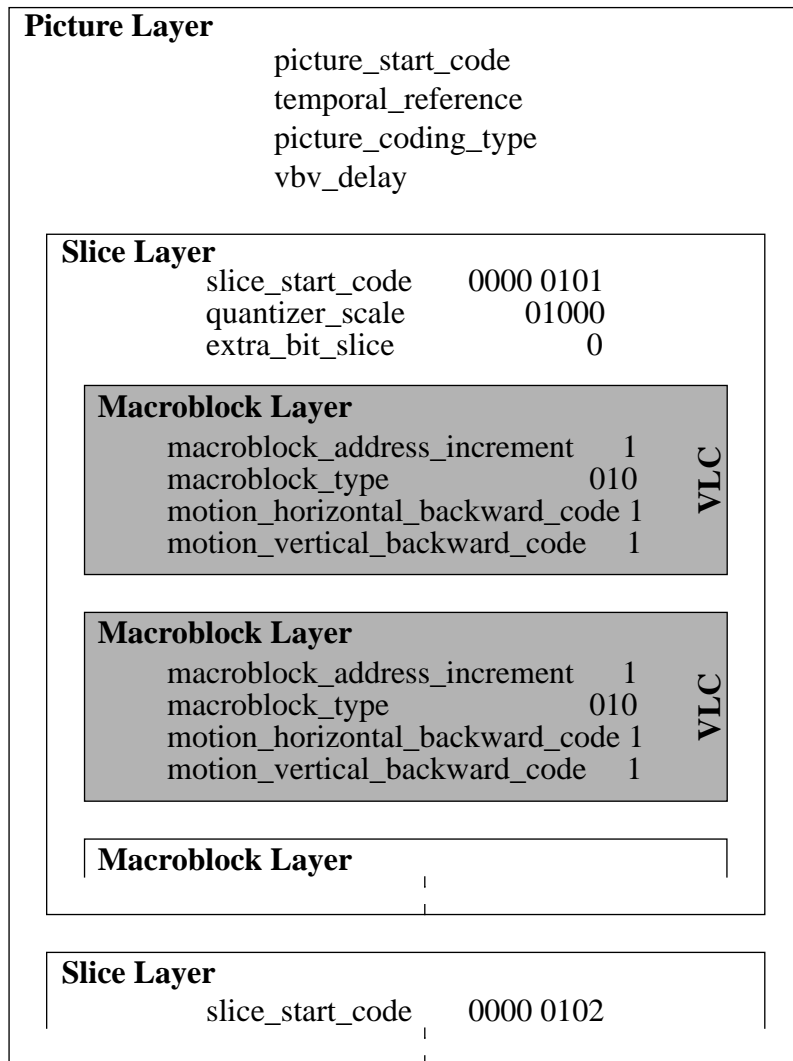 Picture Layer
picture_start_code
temporal_reference
picture_coding_type
vbv_delay
Slice Layer
slice_start_code 0000 0101
quantizer_scale 01000
extra_bit_slice 0
Macroblock Layer
macroblock_address_increment 1
macroblock_type 010
motion_horizontal_backward_code 1
motion_vertical_backward_code 1
VLC
Macroblock Layer
macroblock_address_increment 1
macroblock_type 010
motion_horizontal_backward_code 1
motion_vertical_backward_code 1
VLC
Macroblock Layer
Slice Layer
slice_start_code 0000 0102